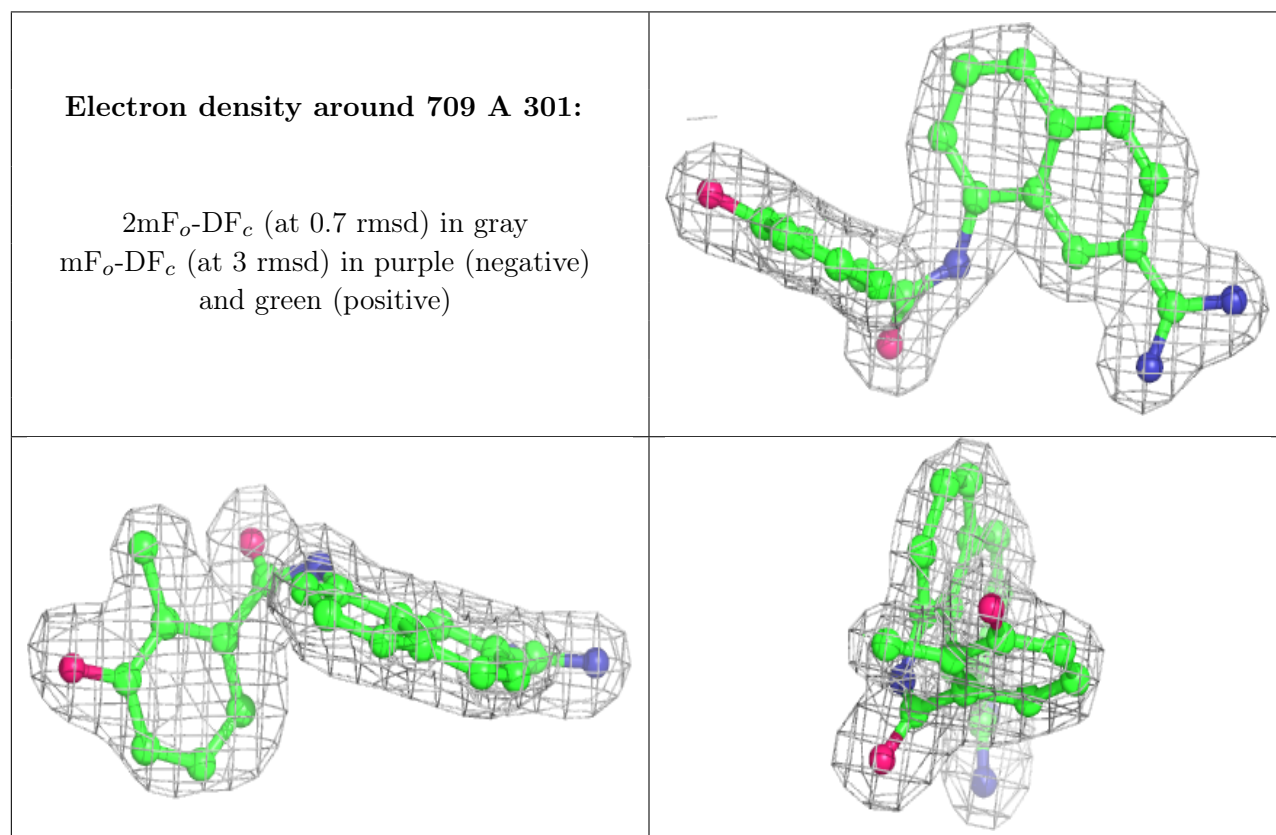 Electron density around 709 A 301:
2mFo-DFc (at 0.7 rmsd) in gray
mFo-DFc (at 3 rmsd) in purple (negative)
and green (positive)